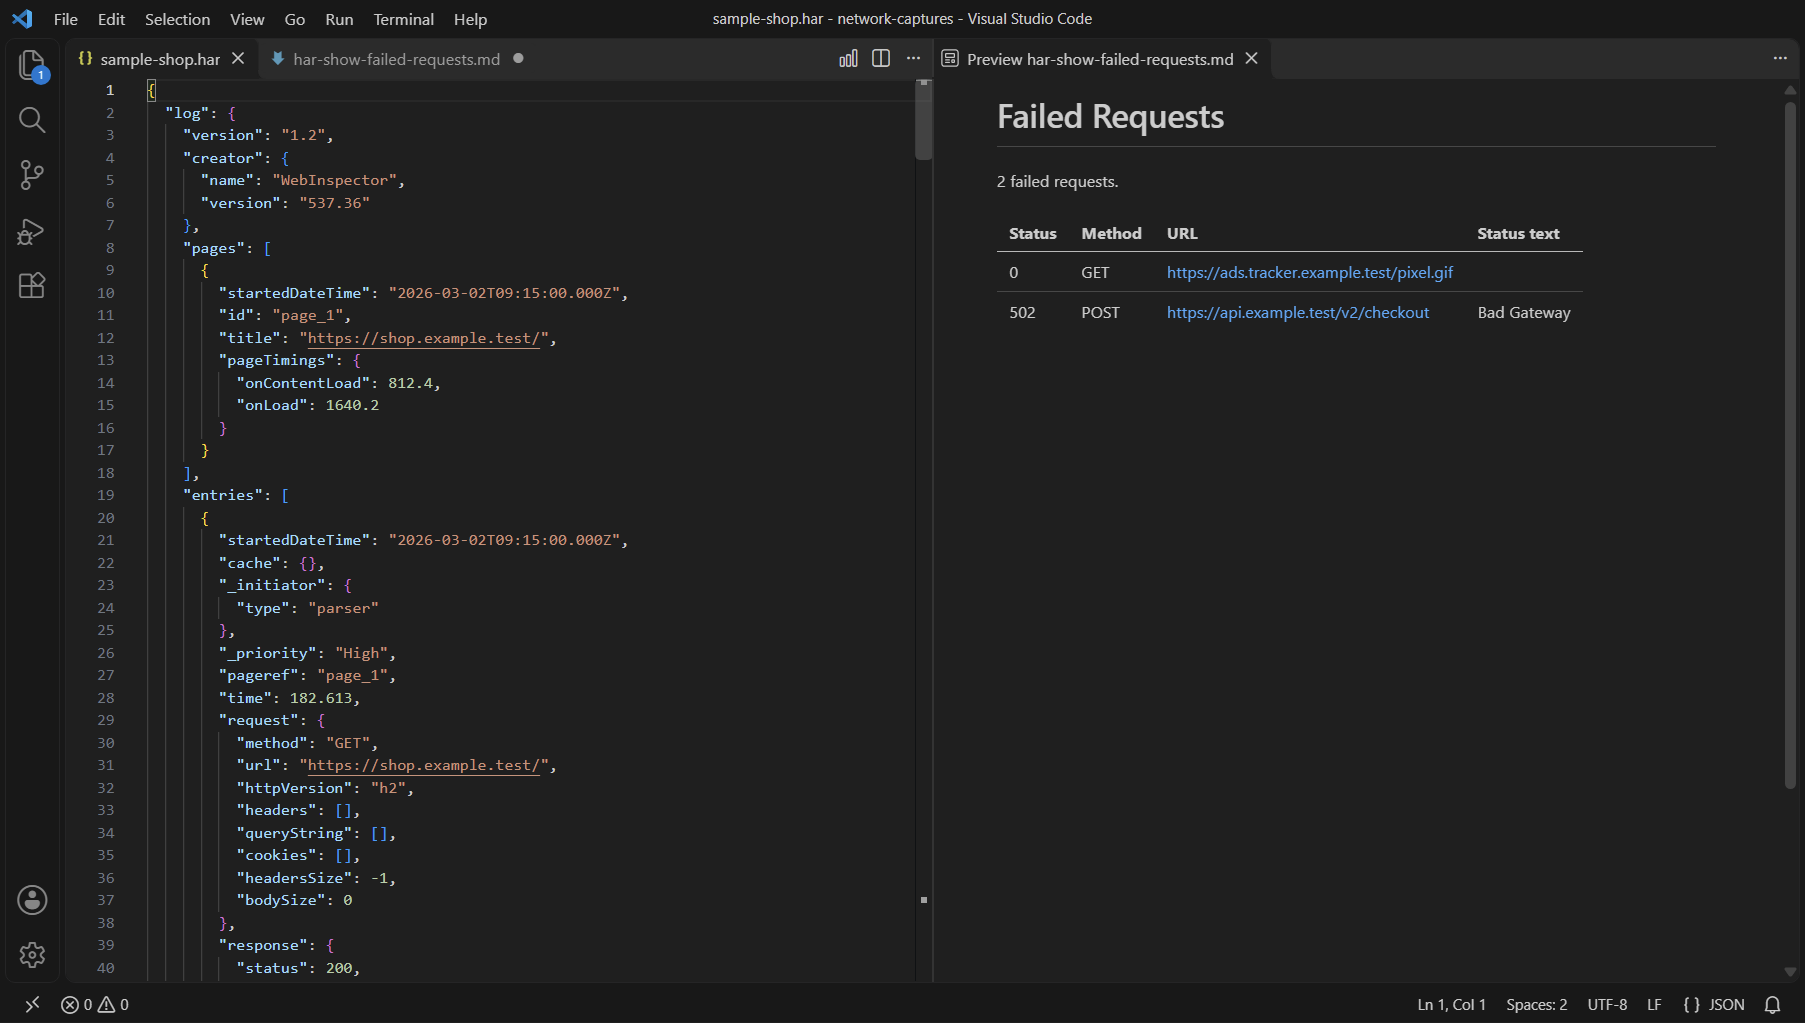 File Edit Selection View Go Run Terminal Help
sample-shop.har - network-captures - Visual Studio Code
1
{} sample-shop.har
har-show-failed-requests.md
Preview har-show-failed-requests.md
1 {
2 "log": {
3 "version": "1.2",
4 "creator": {
5 "name": "WebInspector",
6 "version": "537.36"
7 },
8 "pages": [
9 {
10 "startedDateTime": "2026-03-02T09:15:00.000Z",
11 "id": "page_1",
12 "title": "https://shop.example.test/",
13 "pageTimings": {
14 "onContentLoad": 812.4,
15 "onLoad": 1640.2
16 }
17 }
18 ],
19 "entries": [
20 {
21 "startedDateTime": "2026-03-02T09:15:00.000Z",
22 "cache": {},
23 "_initiator": {
24 "type": "parser"
25 },
26 "_priority": "High",
27 "pageref": "page_1",
28 "time": 182.613,
29 "request": {
30 "method": "GET",
31 "url": "https://shop.example.test/",
32 "httpVersion": "h2",
33 "headers": [],
34 "queryString": [],
35 "cookies": [],
36 "headersSize": -1,
37 "bodySize": 0
38 },
39 "response": {
40 "status": 200,
Failed Requests
2 failed requests.
Status Method URL Status text
0 GET https://ads.tracker.example.test/pixel.gif
502 POST https://api.example.test/v2/checkout Bad Gateway
0 0
Ln 1, Col 1 Spaces: 2 UTF-8 LF {} JSON